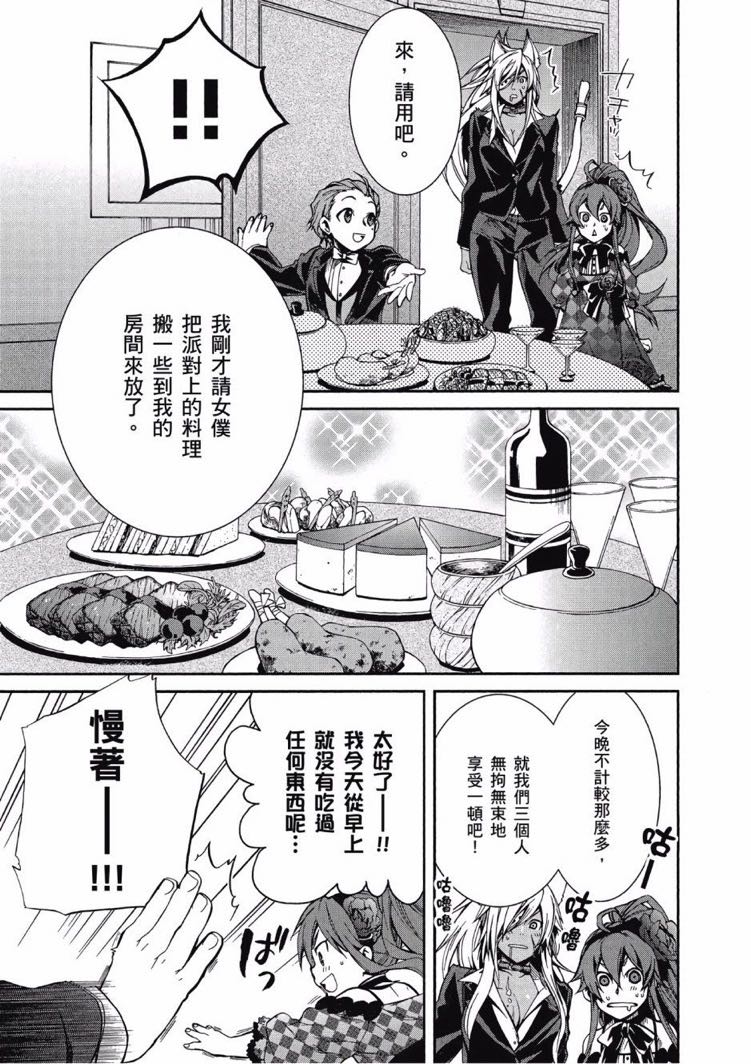 ガチャッ
來，請用吧。
!!
我剛才請女僕
把派對上的料理
搬一些到我的
房間來放了。
今晚不計較那麼多，
就我們三個人
無拘無束地
享受一頓吧！
咕—
咕嚕
咕嚕嚕
太好了——!!
我今天從早上
就沒有吃過
任何東西呢…
ばっ
慢著——!!!